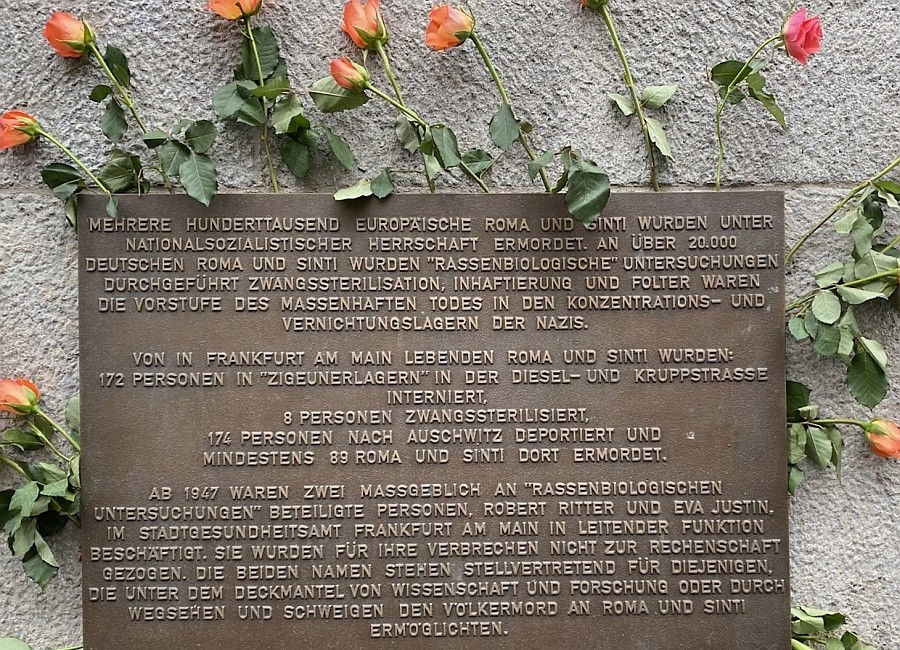 MEHRERE HUNDERTTAUSEND EUROPÄISCHE ROMA UND SINTI WURDEN UNTER
NATIONALSOZIALISTISCHER HERRSCHAFT ERMORDET. AN ÜBER 20.000
DEUTSCHEN ROMA UND SINTI WURDEN "RASSENBIOLOGISCHE" UNTERSUCHUNGEN
DURCHGEFÜHRT ZWANGSSTERILISATION, INHAFTIERUNG UND FOLTER WAREN
DIE VORSTUFE DES MASSENHAFTEN TODES IN DEN KONZENTRATIONS- UND
VERNICHTUNGSLAGERN DER NAZIS.
VON IN FRANKFURT AM MAIN LEBENDEN ROMA UND SINTI WURDEN:
172 PERSONEN IN "ZIGEUNERLAGERN" IN DER DIESEL- UND KRUPPSTRASSE
INTERNIERT,
8 PERSONEN ZWANGSSTERILISIERT,
174 PERSONEN NACH AUSCHWITZ DEPORTIERT UND
MINDESTENS 89 ROMA UND SINTI DORT ERMORDET.
AB 1947 WAREN ZWEI MASSGEBLICH AN "RASSENBIOLOGISCHEN
UNTERSUCHUNGEN" BETEILIGTE PERSONEN, ROBERT RITTER UND EVA JUSTIN,
IM STADTGESUNDHEITSAMT FRANKFURT AM MAIN IN LEITENDER FUNKTION
BESCHÄFTIGT. SIE WURDEN FÜR IHRE VERBRECHEN NICHT ZUR RECHENSCHAFT
GEZOGEN. DIE BEIDEN NAMEN STEHEN STELLVERTRETEND FÜR DIEJENIGEN,
DIE UNTER DEM DECKMANTEL VON WISSENSCHAFT UND FORSCHUNG ODER DURCH
WEGSEHEN UND SCHWEIGEN DEN VÖLKERMORD AN ROMA UND SINTI
ERMÖGLICHTEN.